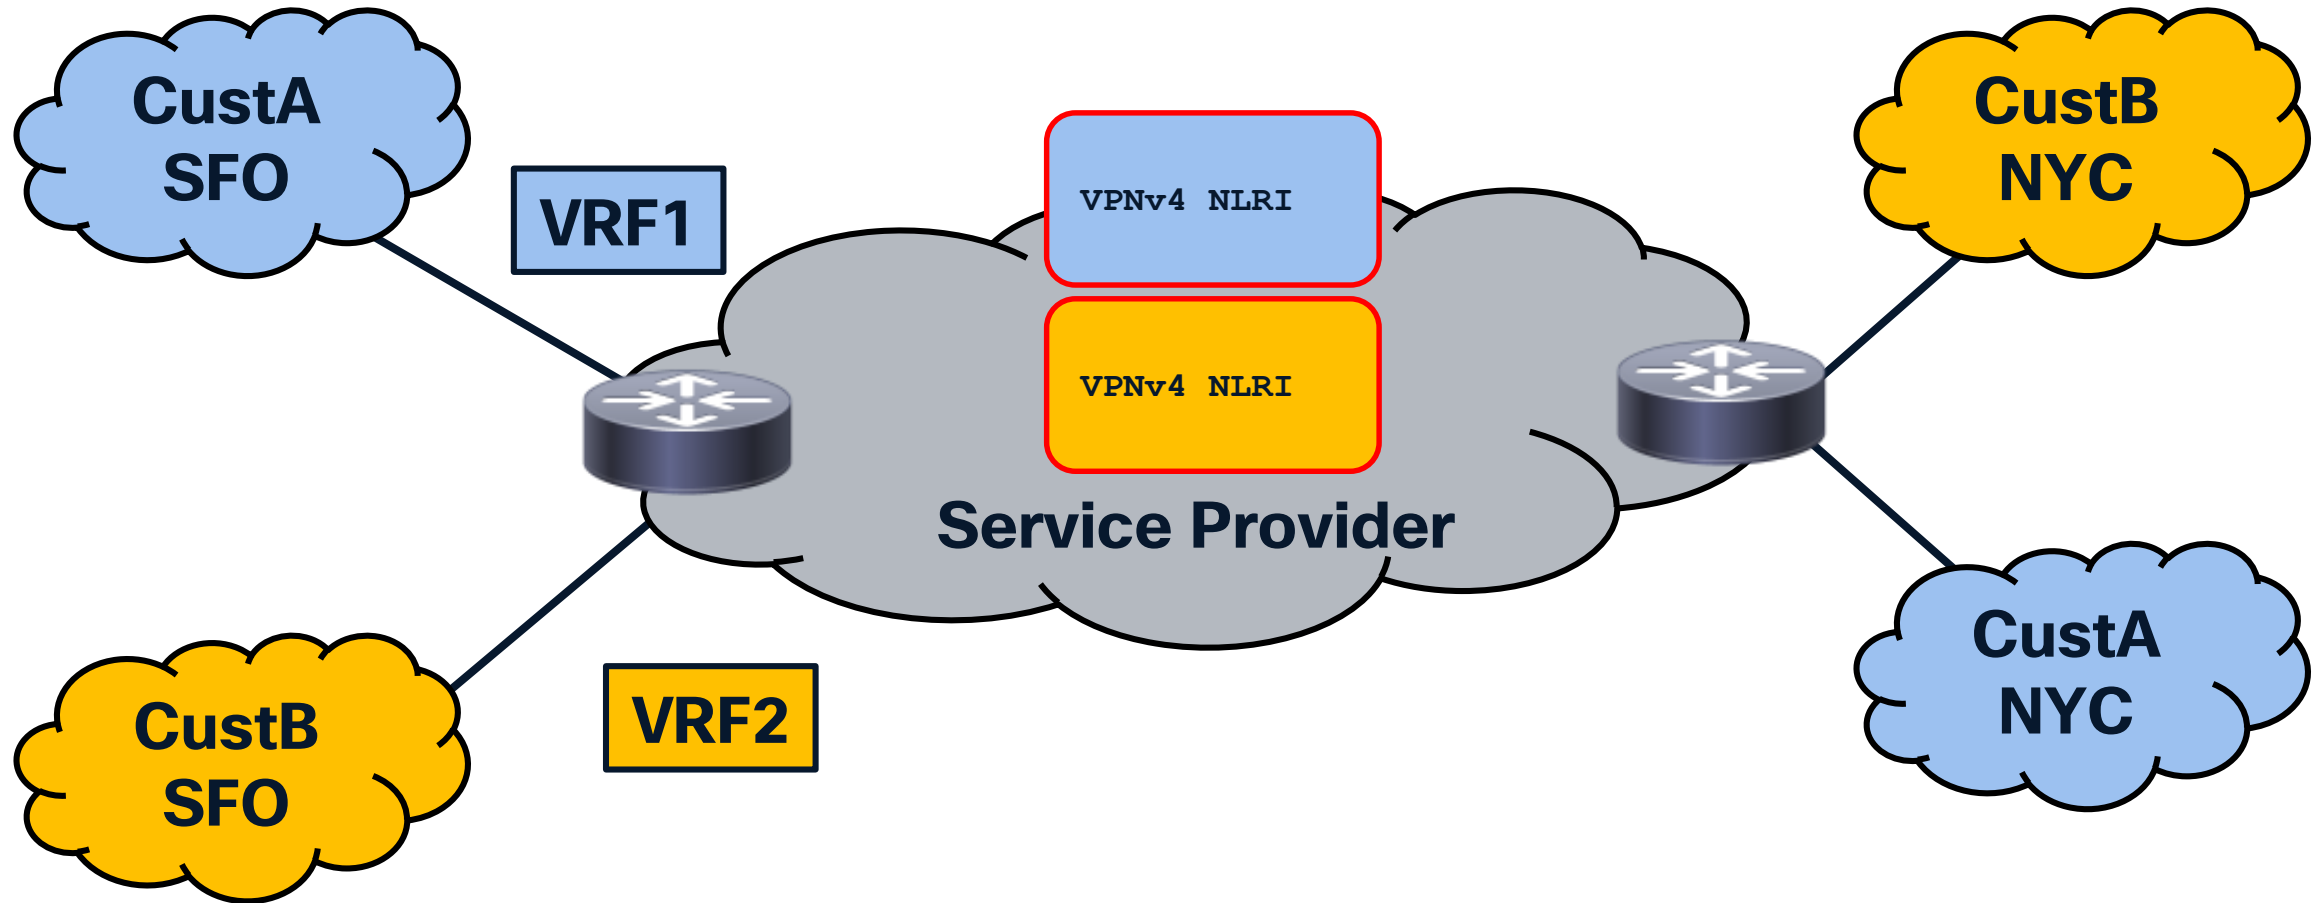 CustA
SFO
VRF1
VPNv4 NLRI
VPNv4 NLRI
Service Provider
CustB
NYC
CustB
SFO
VRF2
CustA
NYC